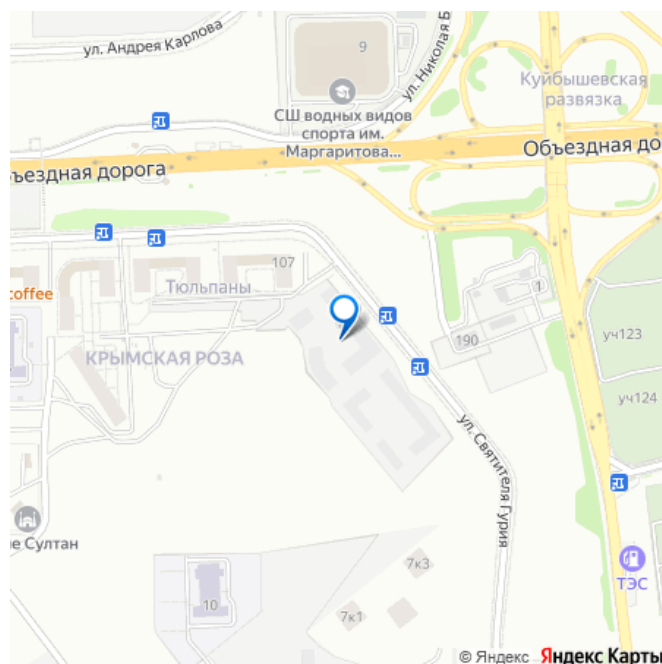 ул. Андрея Карлова
9
ул. Николая Б
СШ водных видов
спорта им.
Маргаритова...
Куйбышевская
развязка
ъездная дорога
Объездная до
coffee
107
Тюльпаны
КРЫМСКАЯ РОЗА
1
190
уч123
уч124
ул. Святителя Гурия
е Султан
10
7к3
7к1
ТЭС
© Яндекс Яндекс Карты